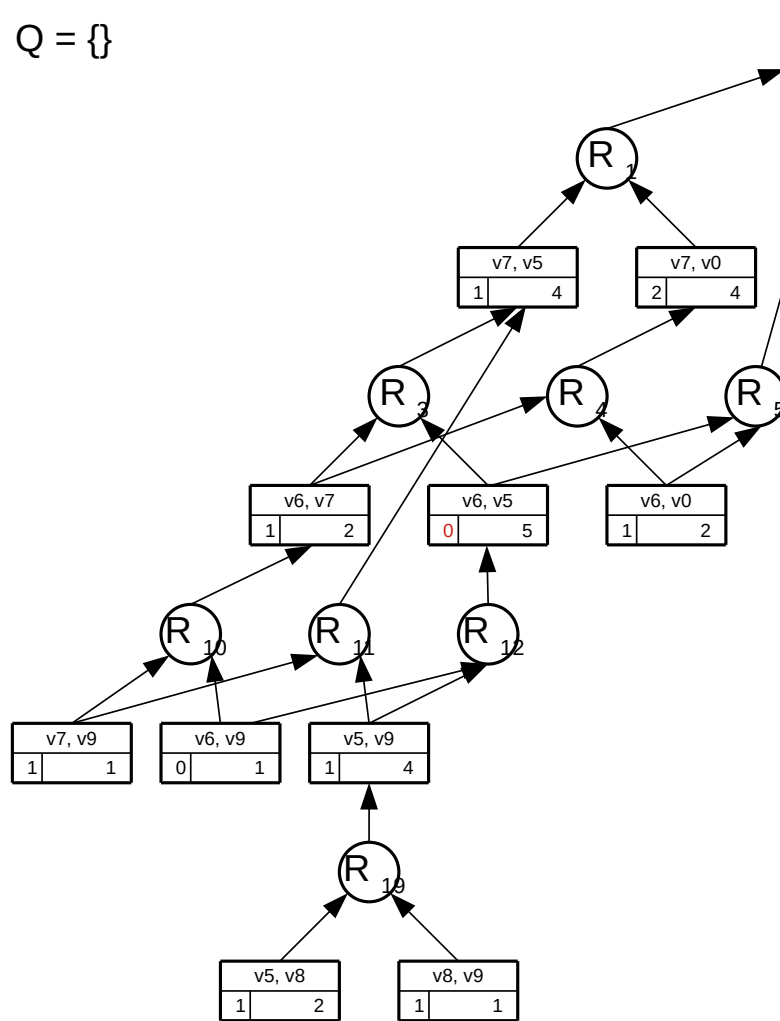 Q = {}
R 1
v7, v5
1 4
v7, v0
2 4
R 3
R 4
R 5
v6, v7
1 2
v6, v5
0 5
v6, v0
1 2
R 10
R 11
R 12
v7, v9
1 1
v6, v9
0 1
v5, v9
1 4
R 19
v5, v8
1 2
v8, v9
1 1